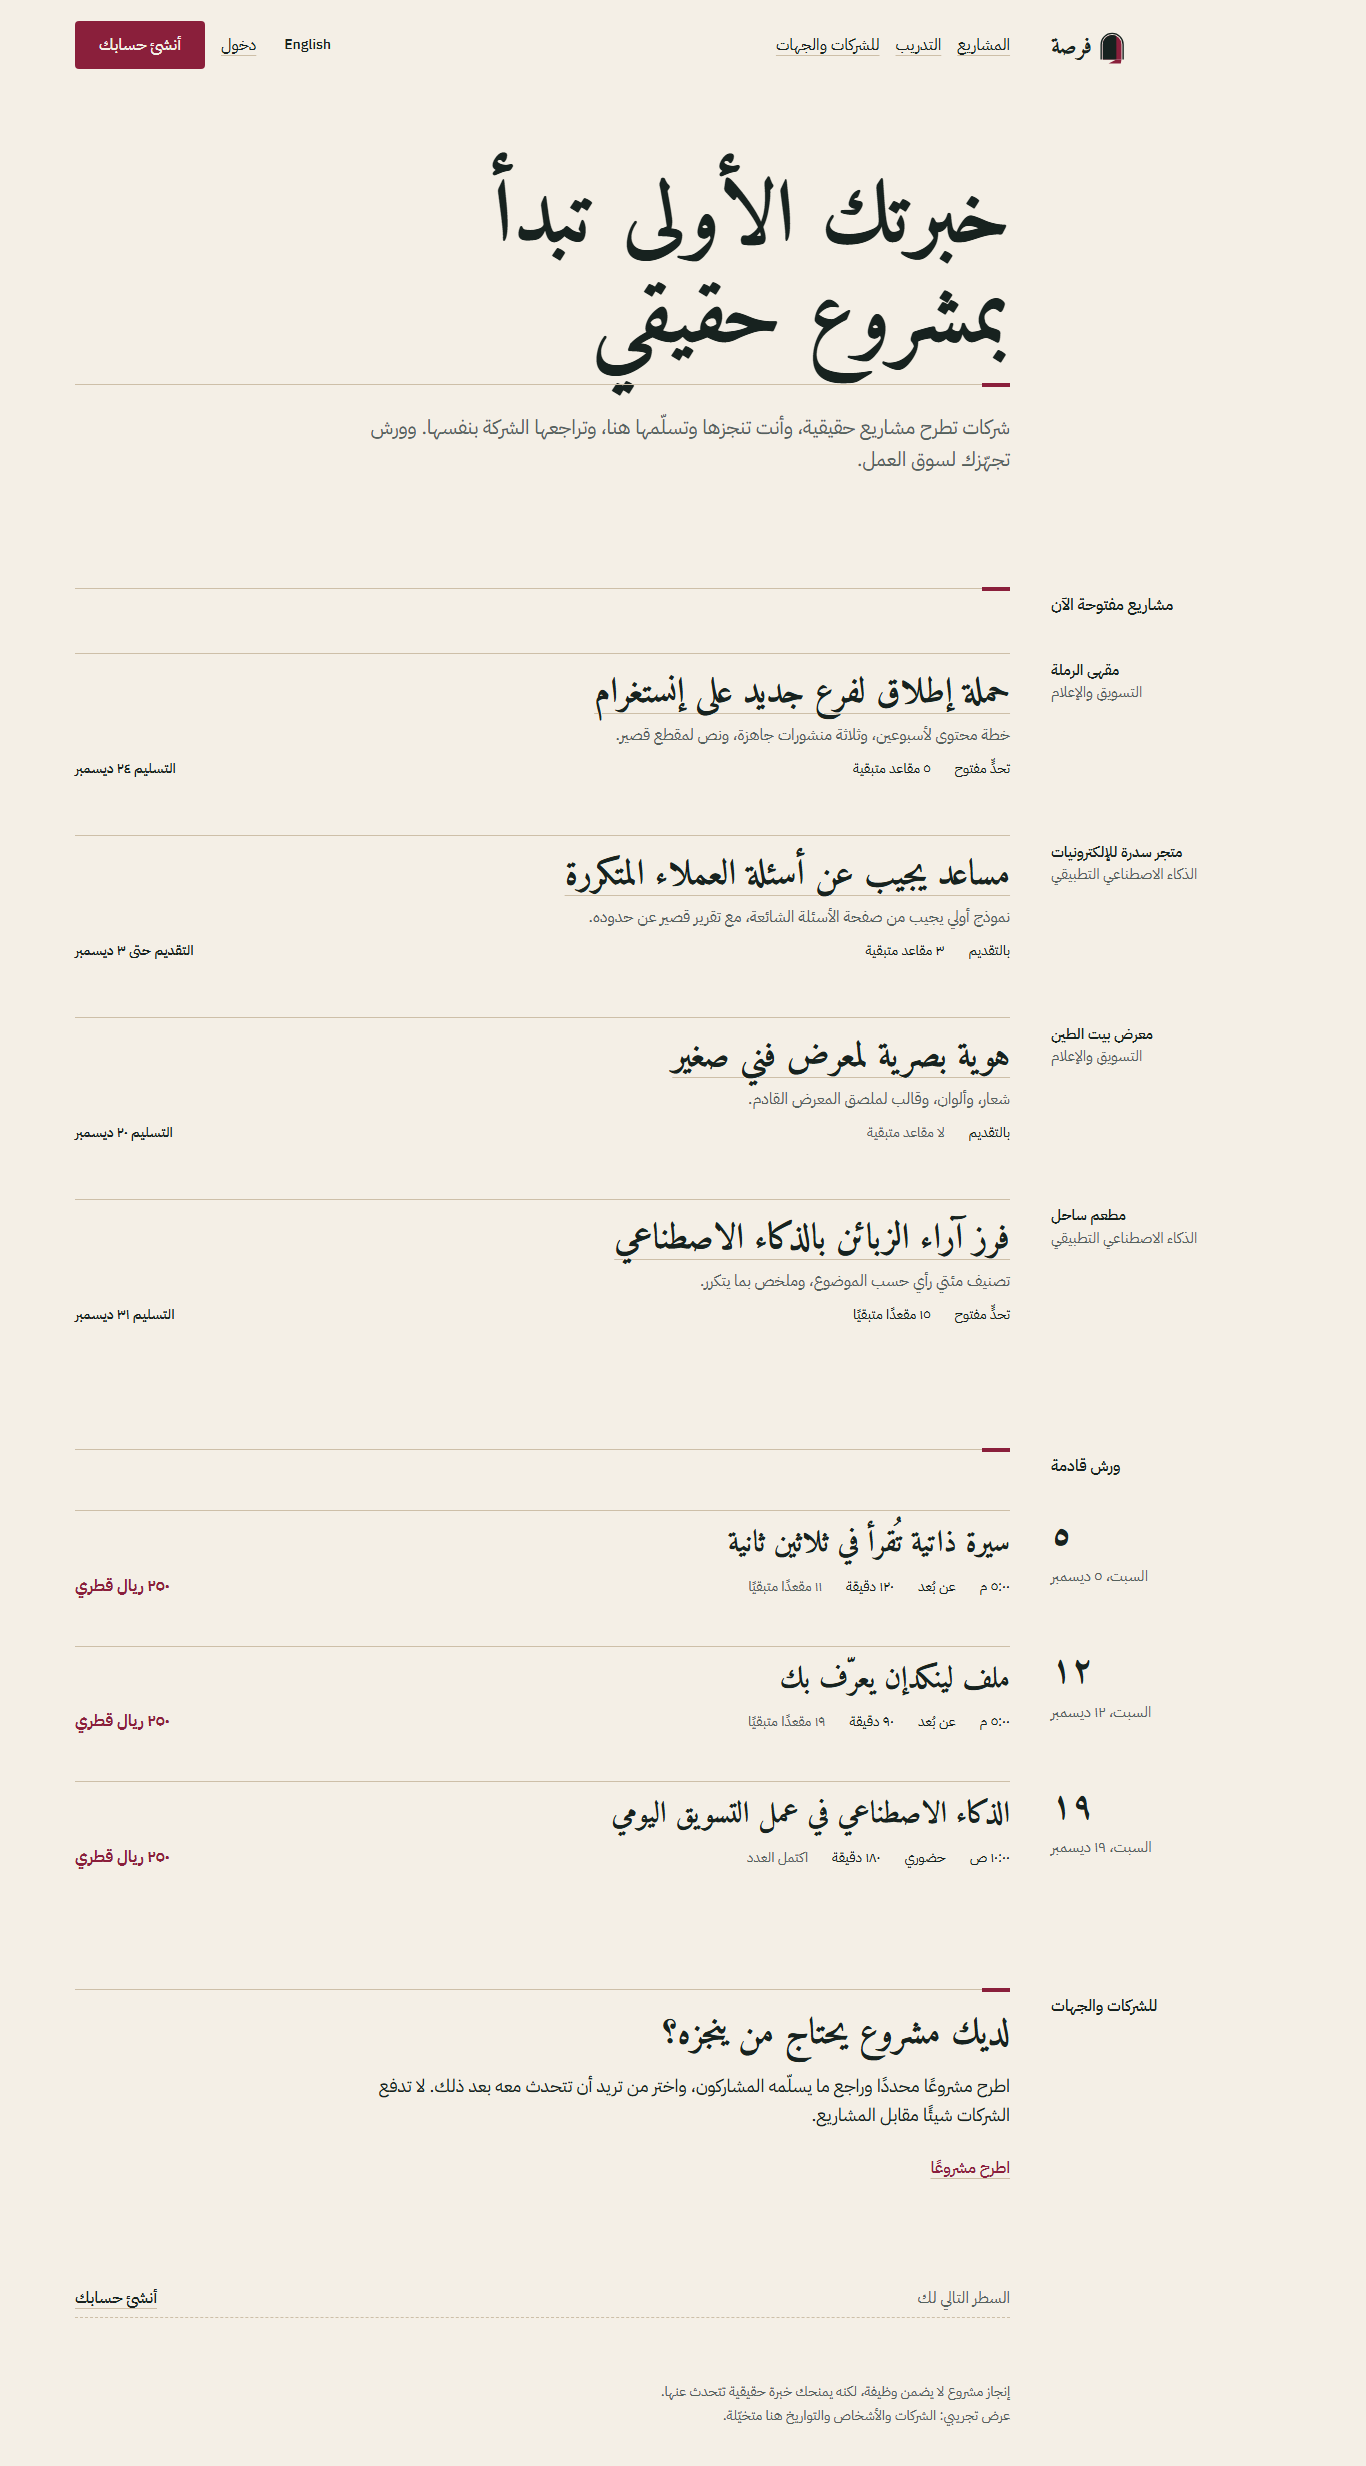 فرصة
المشاريع
التدريب
للشركات والجهات
English
دخول
أنشئ حسابك
خبرتك الأولى تبدأ
بمشروع حقيقي
شركات تطرح مشاريع حقيقية، وأنت تنجزها وتسلّمها هنا، وتراجعها الشركة بنفسها. وورش
تجهّزك لسوق العمل.
مشاريع مفتوحة الآن
مقهى الرملة
التسويق والإعلام
حملة إطلاق لفرع جديد على إنستغرام
خطة محتوى لأسبوعين، وثلاثة منشورات جاهزة، ونص لمقطع قصير.
تحدٍّ مفتوح
٥ مقاعد متبقية
التسليم ٢٤ ديسمبر
متجر سدرة للإلكترونيات
الذكاء الاصطناعي التطبيقي
مساعد يجيب عن أسئلة العملاء المتكررة
نموذج أولي يجيب من صفحة الأسئلة الشائعة، مع تقرير قصير عن حدوده.
بالتقديم
٣ مقاعد متبقية
التقديم حتى ٣ ديسمبر
معرض بيت الطين
التسويق والإعلام
هوية بصرية لمعرض فني صغير
شعار، وألوان، وقالب لملصق المعرض القادم.
بالتقديم
لا مقاعد متبقية
التسليم ٢٠ ديسمبر
مطعم ساحل
الذكاء الاصطناعي التطبيقي
فرز آراء الزبائن بالذكاء الاصطناعي
تصنيف مئتي رأي حسب الموضوع، وملخص بما يتكرر.
تحدٍّ مفتوح
١٥ مقعدًا متبقيًا
التسليم ٣١ ديسمبر
ورش قادمة
٥
السبت، ٥ ديسمبر
سيرة ذاتية تُقرأ في ثلاثين ثانية
٥:٠٠ م
عن بُعد
١٢٠ دقيقة
١١ مقعدًا متبقيًا
٢٥٠ ريال قطري
١٢
السبت، ١٢ ديسمبر
ملف لينكدإن يعرّف بك
٥:٠٠ م
عن بُعد
٩٠ دقيقة
١٩ مقعدًا متبقيًا
٢٥٠ ريال قطري
١٩
السبت، ١٩ ديسمبر
الذكاء الاصطناعي في عمل التسويق اليومي
١٠:٠٠ ص
حضوري
١٨٠ دقيقة
اكتمل العدد
٢٥٠ ريال قطري
للشركات والجهات
لديك مشروع يحتاج من ينجزه؟
اطرح مشروعًا محددًا وراجع ما يسلّمه المشاركون، واختر من تريد أن تتحدث معه بعد ذلك. لا تدفع
الشركات شيئًا مقابل المشاريع.
اطرح مشروعًا
السطر التالي لك
أنشئ حسابك
إنجاز مشروع لا يضمن وظيفة، لكنه يمنحك خبرة حقيقية تتحدث عنها.
عرض تجريبي: الشركات والأشخاص والتواريخ هنا متخيّلة.